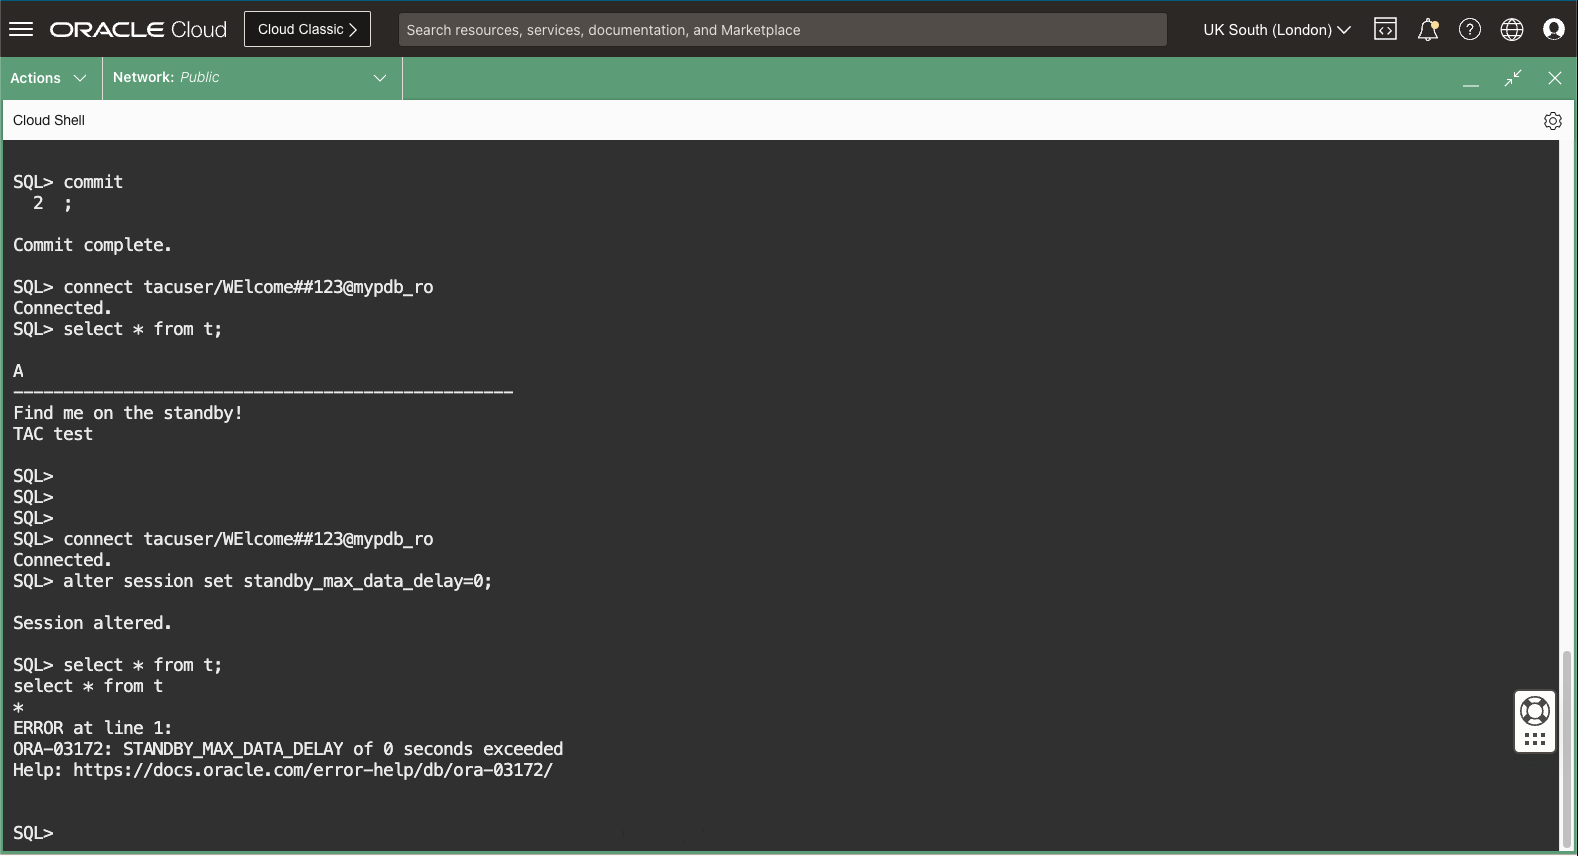 ORACLE Cloud
Cloud Classic
Search resources, services, documentation, and Marketplace
UK South (London)
Actions
Network: Public
Cloud Shell
SQL> commit
  2  ;
Commit complete.
SQL> connect tacuser/WElcome##123@mypdb_ro
Connected.
SQL> select * from t;
A
--------------------------------------------------
Find me on the standby!
TAC test
SQL>
SQL>
SQL>
SQL> connect tacuser/WElcome##123@mypdb_ro
Connected.
SQL> alter session set standby_max_data_delay=0;
Session altered.
SQL> select * from t;
select * from t
*
ERROR at line 1:
ORA-03172: STANDBY_MAX_DATA_DELAY of 0 seconds exceeded
Help: https://docs.oracle.com/error-help/db/ora-03172/
SQL>